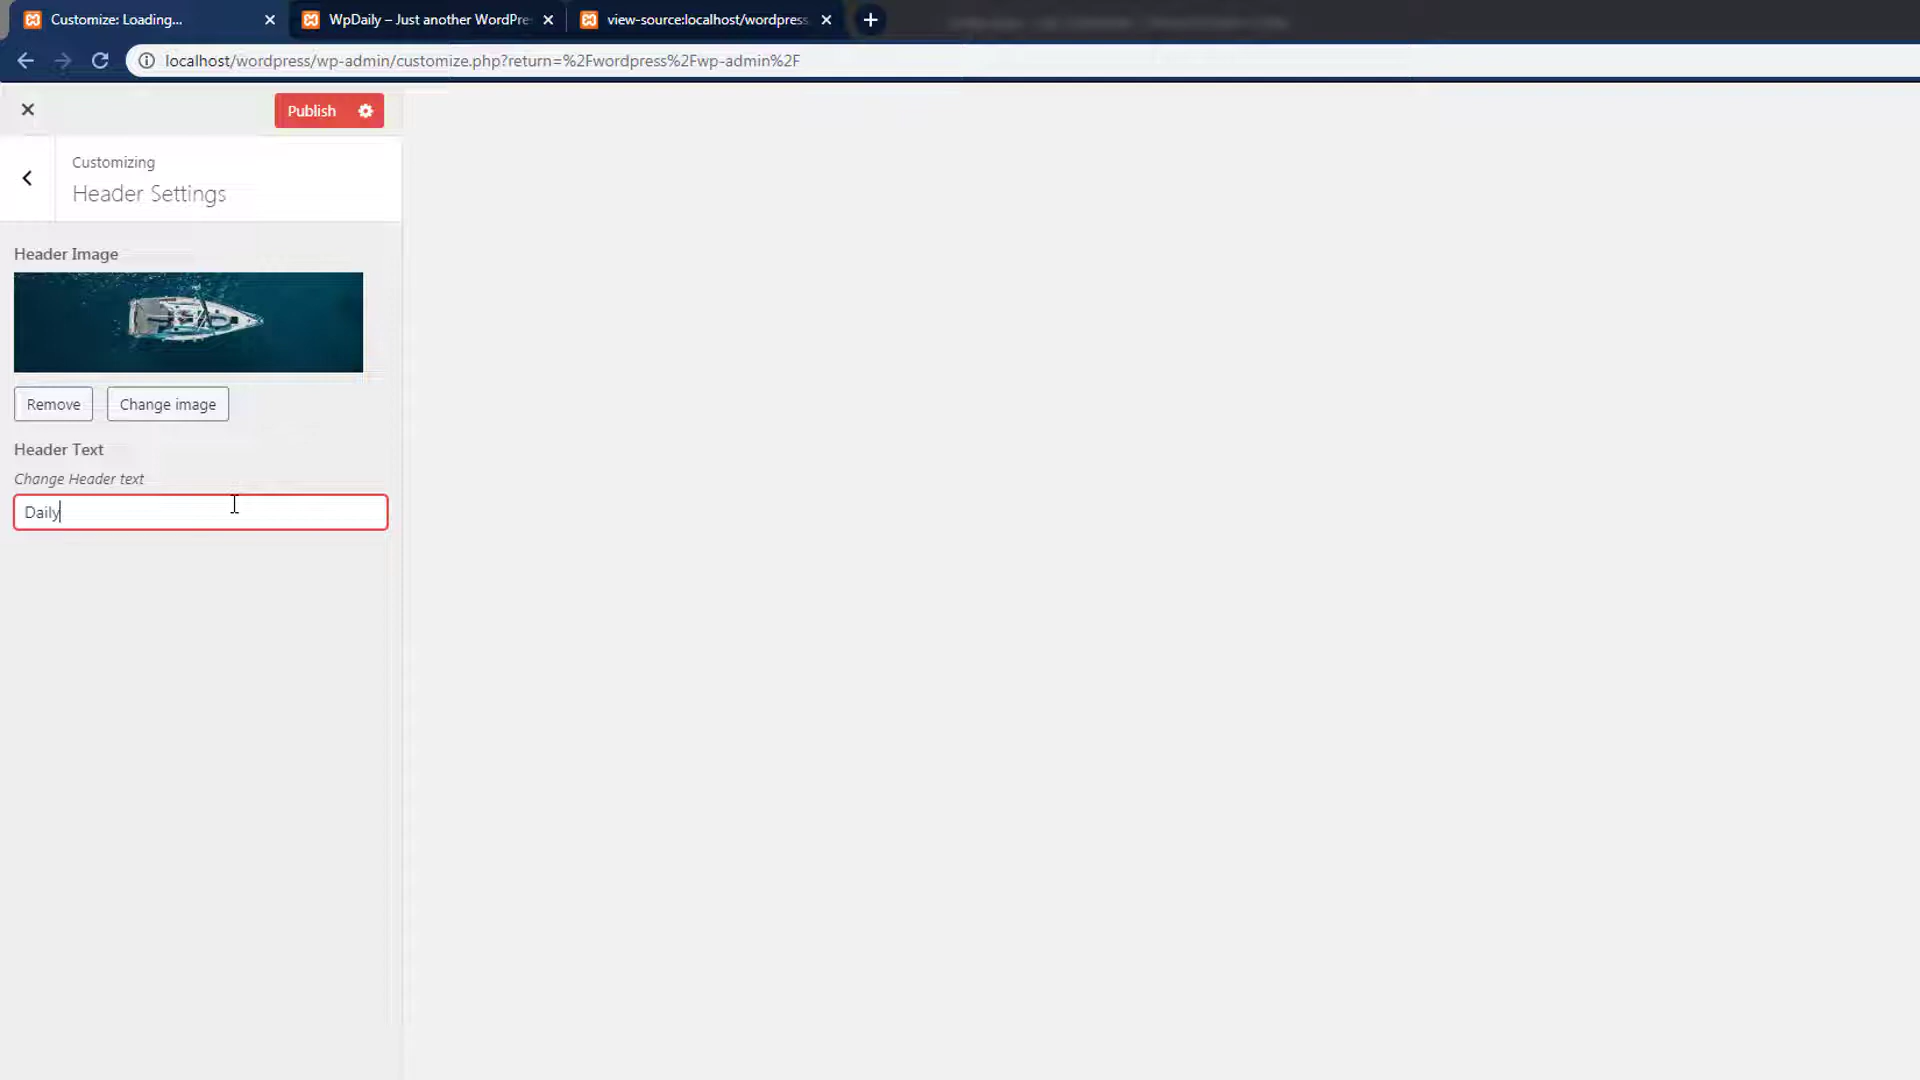 Customize: Loading...
WpDaily – Just another WordPre
view-source:localhost/wordpress
localhost/wordpress/wp-admin/customize.php?return=%2Fwordpress%2Fwp-admin%2F
Publish
Customizing
Header Settings
Header Image
Remove
Change image
Header Text
Change Header text
Daily